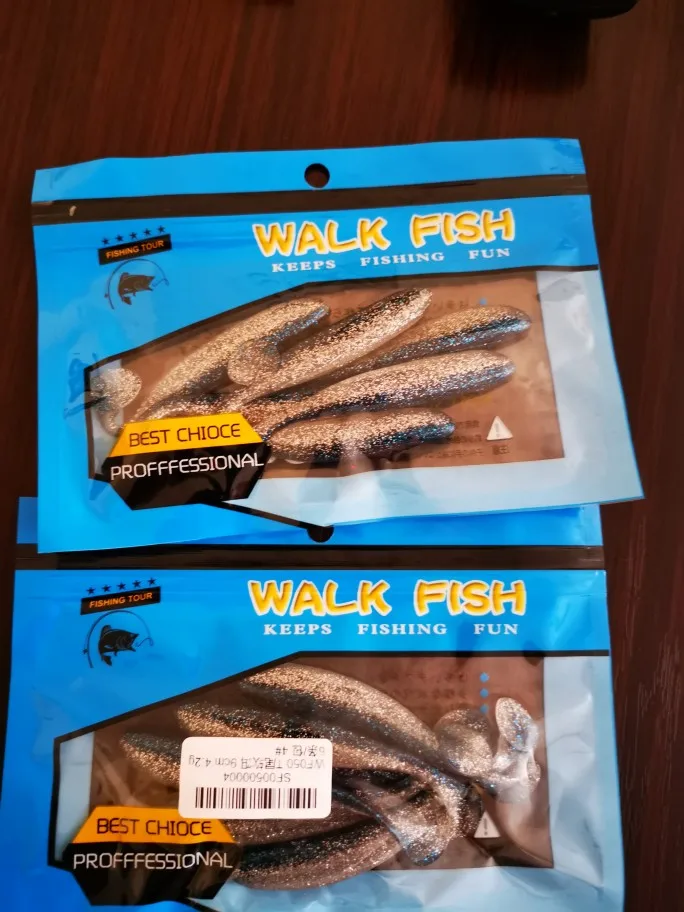 WALK FISH
KEEPS FISHING FUN
FISHING TOUR
BEST CHIOCE
PROFFFESSIONAL
WALK FISH
KEEPS FISHING FUN
FISHING TOUR
SF00500004
WF050 T尾软泪 9cm 4.2g
6条/包 4#
BEST CHIOCE
PROFFFESSIONAL